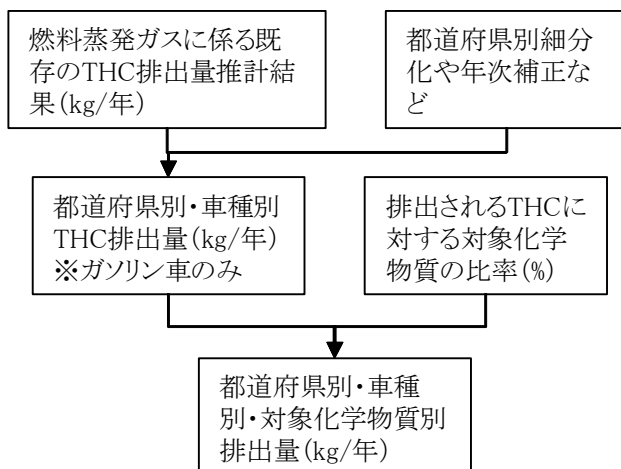 燃料蒸発ガスに係る既
存のTHC排出量推計結
果(kg/年)
都道府県別細分
化や年次補正な
ど
都道府県別・車種別
THC排出量(kg/年)
※ガソリン車のみ
排出されるTHCに
対する対象化学
物質の比率(%)
都道府県別・車種
別・対象化学物質別
排出量(kg/年)